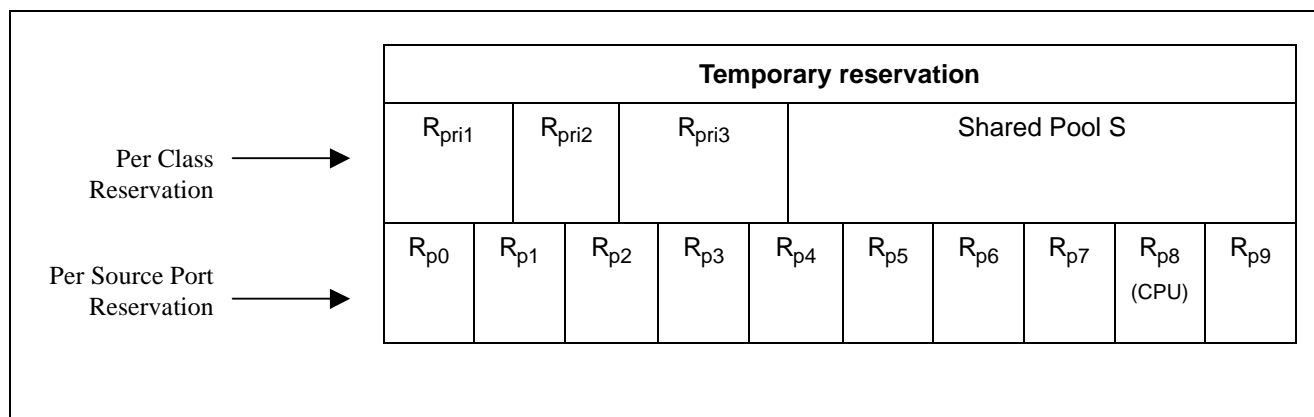 Temporary reservation
Per Class
Reservation
Rpri1 Rpri2 Rpri3 Shared Pool S
Per Source Port
Reservation
Rp0 Rp1 Rp2 Rp3 Rp4 Rp5 Rp6 Rp7 Rp8 Rp9
(CPU)